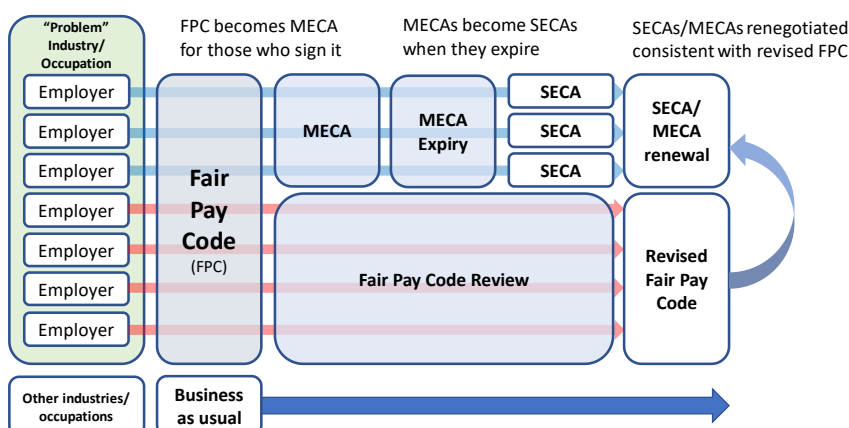 “Problem”
Industry/
Occupation
FPC becomes MECA
for those who sign it
MECAs become SECAs
when they expire
SECAs/MECAs renegotiated
consistent with revised FPC
Employer
Employer
Employer
Employer
Employer
Employer
Employer
Fair
Pay
Code
(FPC)
MECA
MECA
Expiry
SECA
SECA
SECA
SECA/
MECA
renewal
Fair Pay Code Review
Revised
Fair Pay
Code
Other industries/
occupations
Business
as usual